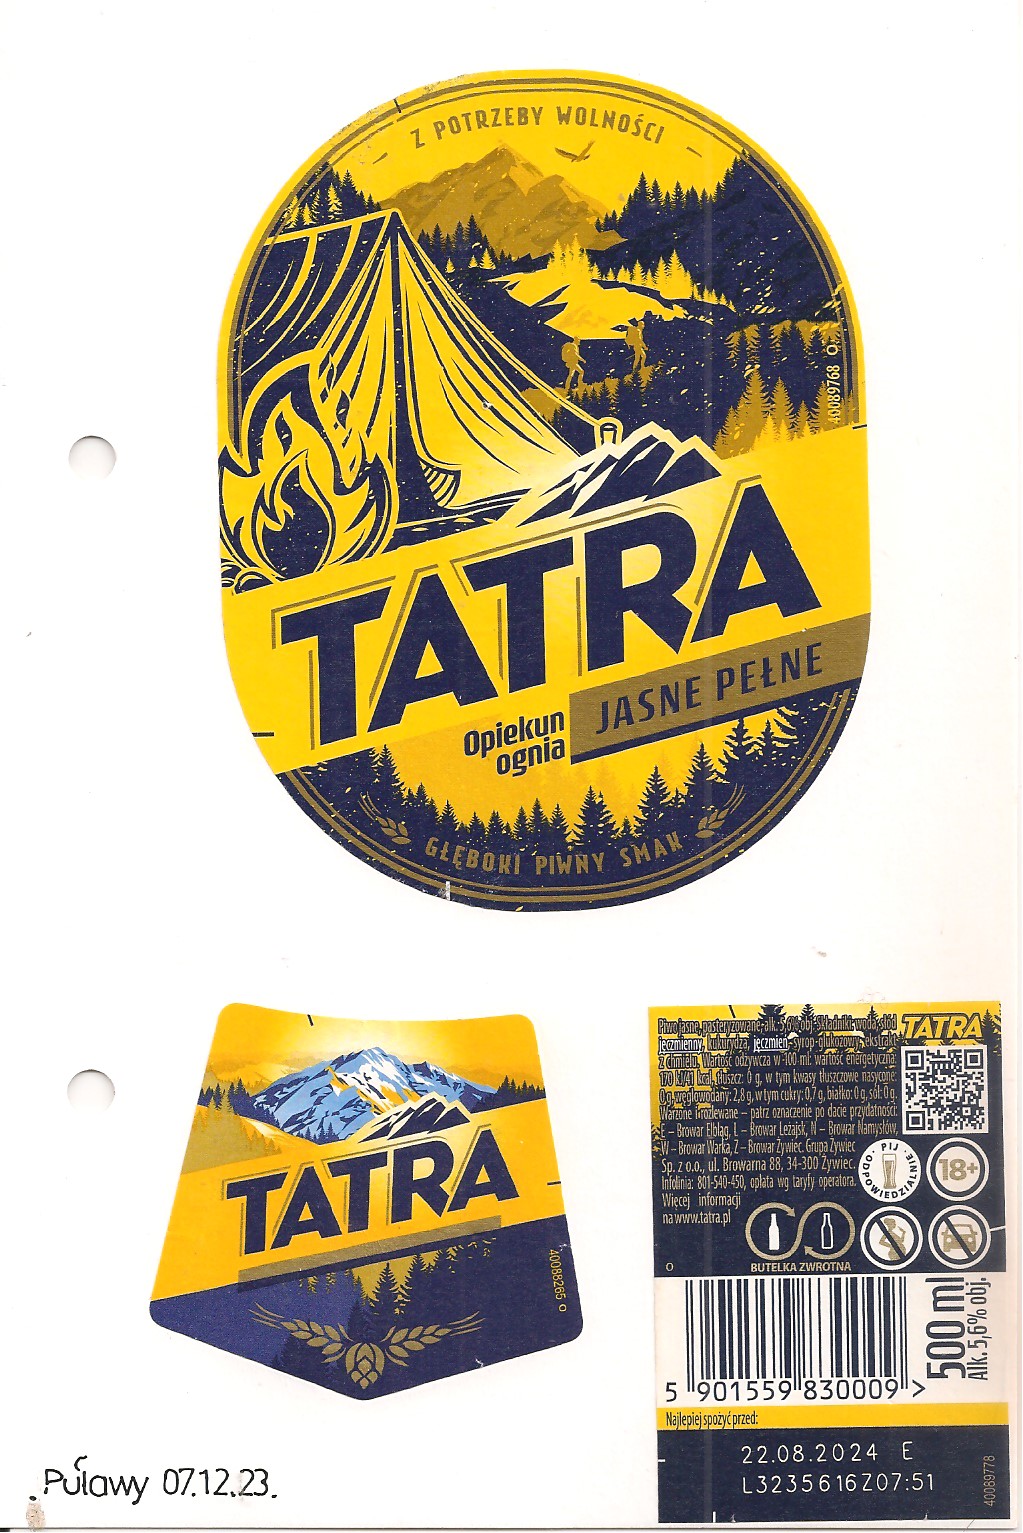 Z POTRZEBY WOLNOŚCI
40089768 O
TATRA
JASNE PEŁNE
Opiekun
ognia
GŁĘBOKI PIWNY SMAK
TATRA
40088265 O
TATRA
Piwo jasne, pasteryzowane, alk. 5,6% obj. Składniki: woda, słód
jęczmienny, kukurydza, jęczmień, syrop glukozowy, ekstrakt
z chmielu. Wartość odżywcza w 100 ml: wartość energetyczna:
170 kJ/41 kcal, tłuszcz: 0 g, w tym kwasy tłuszczowe nasycone:
0 g, węglowodany: 2,8 g, w tym cukry: 0,7 g, białko: 0 g, sól: 0 g.
Warzone i rozlewane – patrz oznaczenie po dacie przydatności:
E – Browar Elbląg, L – Browar Leżajsk, N – Browar Namysłów,
W – Browar Warka, Z – Browar Żywiec. Grupa Żywiec
Sp. z o.o., ul. Browarna 88, 34-300 Żywiec.
Infolinia: 801-540-450, opłata wg taryfy operatora.
Więcej informacji
na www.tatra.pl
PIJ ODPOWIEDZIALNIE
18+
BUTELKA ZWROTNA
O
500 ml
Alk. 5,6% obj.
5 901559 830009 >
Najlepiej spożyć przed:
22.08.2024 E
L3235616Z07:51
40089778
Puławy 07.12.23.